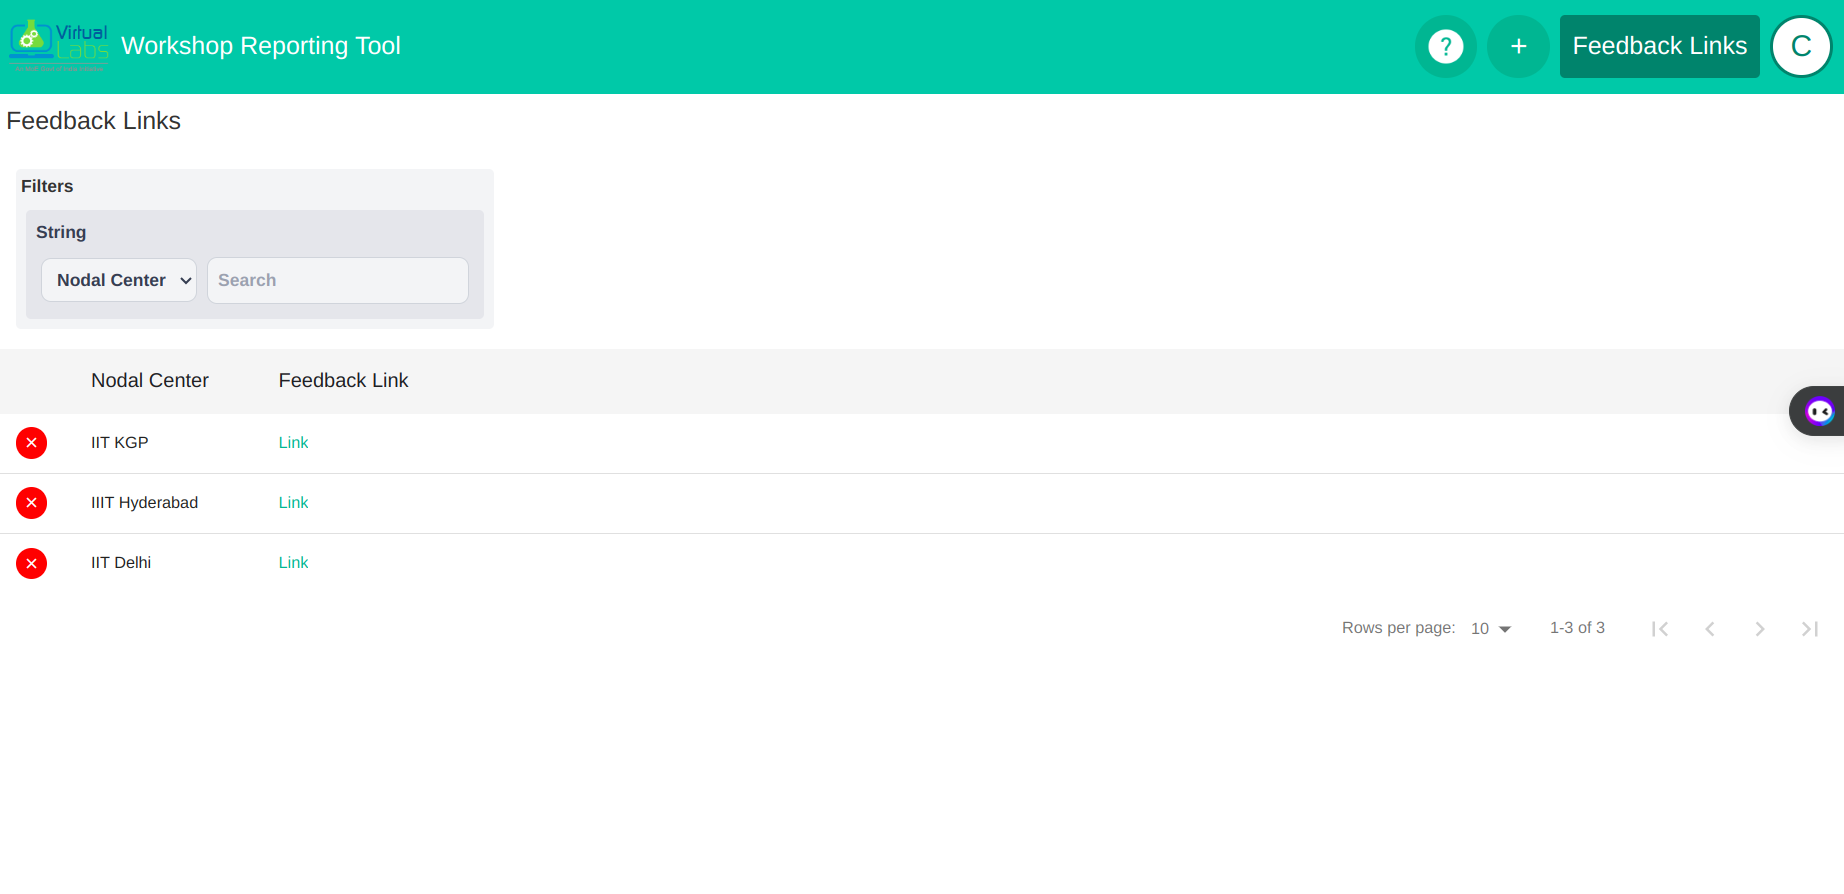 Virtual
Labs
Workshop Reporting Tool
?
+
Feedback Links
C
Feedback Links
Filters
String
Nodal Center
Search
Nodal Center
Feedback Link
IIT KGP
Link
IIIT Hyderabad
Link
IIT Delhi
Link
Rows per page:
10
1-3 of 3